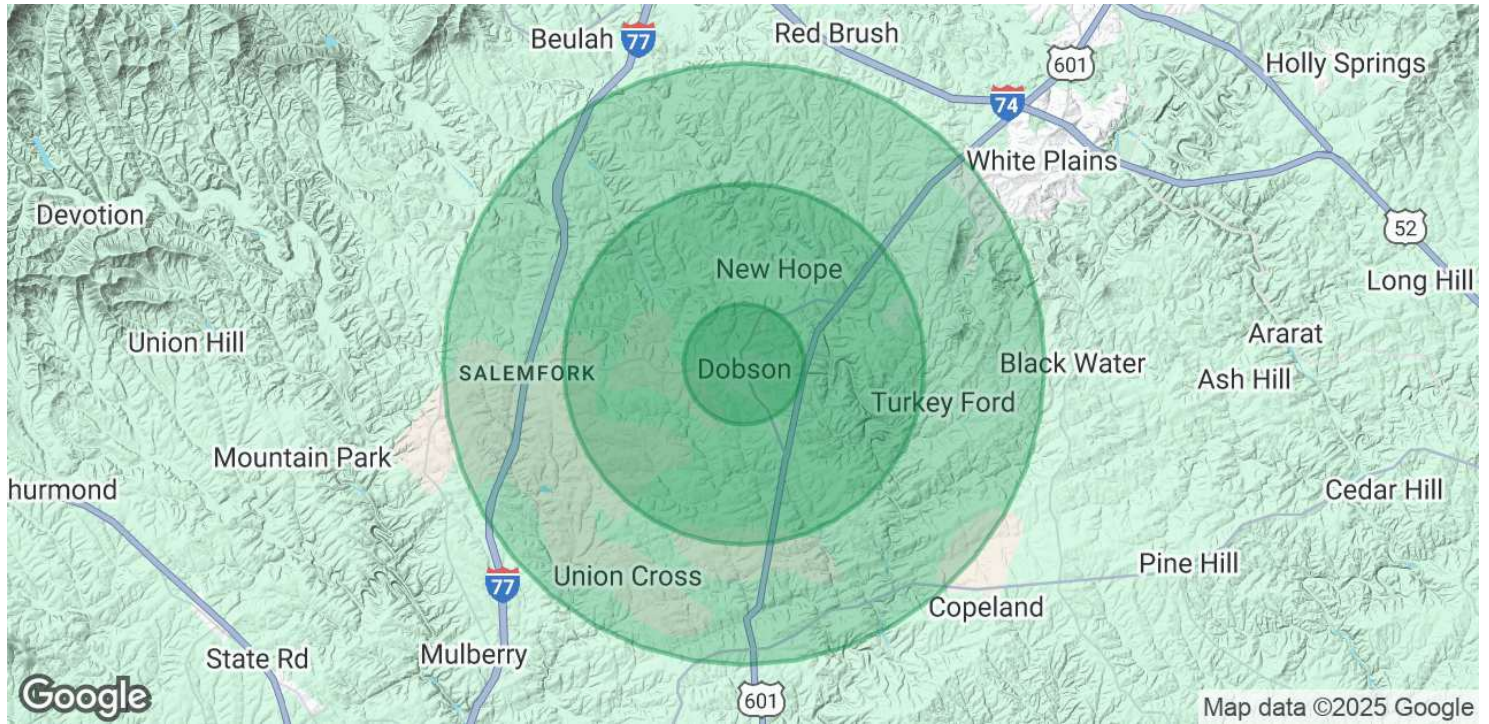 Beulah
77
Red Brush
601
Holly Springs
74
White Plains
Devotion
52
New Hope
Long Hill
Union Hill
Ararat
SALEMFORK
Dobson
Black Water
Ash Hill
Turkey Ford
Mountain Park
hurmond
Cedar Hill
Pine Hill
Union Cross
77
Copeland
State Rd
Mulberry
601
Google
Map data ©2025 Google